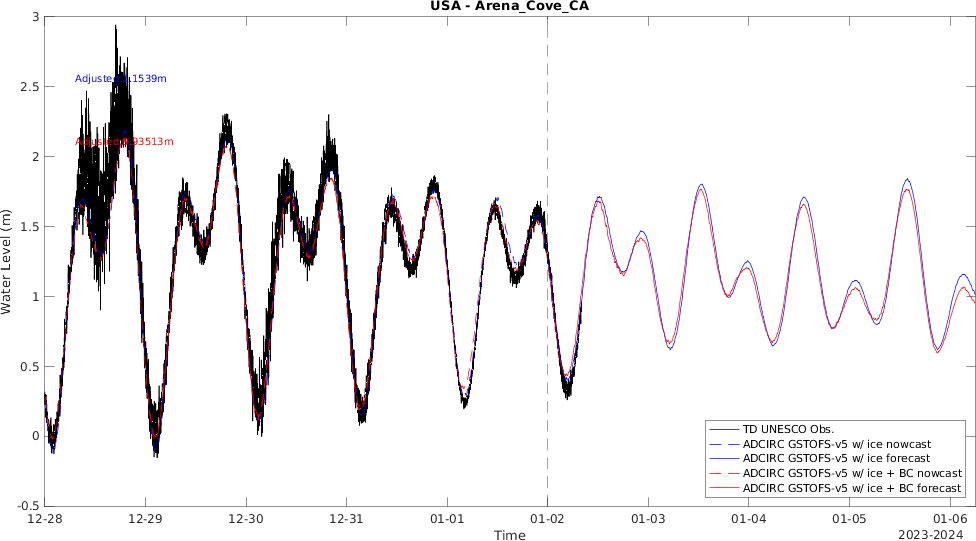 USA - Arena_Cove_CA
3
2.5
2
1.5
1
0.5
0
-0.5
Water Level (m)
Adjusted 1539m
93513m
TD UNESCO Obs.
ADCIRC GSTOFS-v5 w/ ice nowcast
ADCIRC GSTOFS-v5 w/ ice forecast
ADCIRC GSTOFS-v5 w/ ice + BC nowcast
ADCIRC GSTOFS-v5 w/ ice + BC forecast
12-28
12-29
12-30
12-31
01-01
01-02
01-03
01-04
01-05
01-06
Time
2023-2024